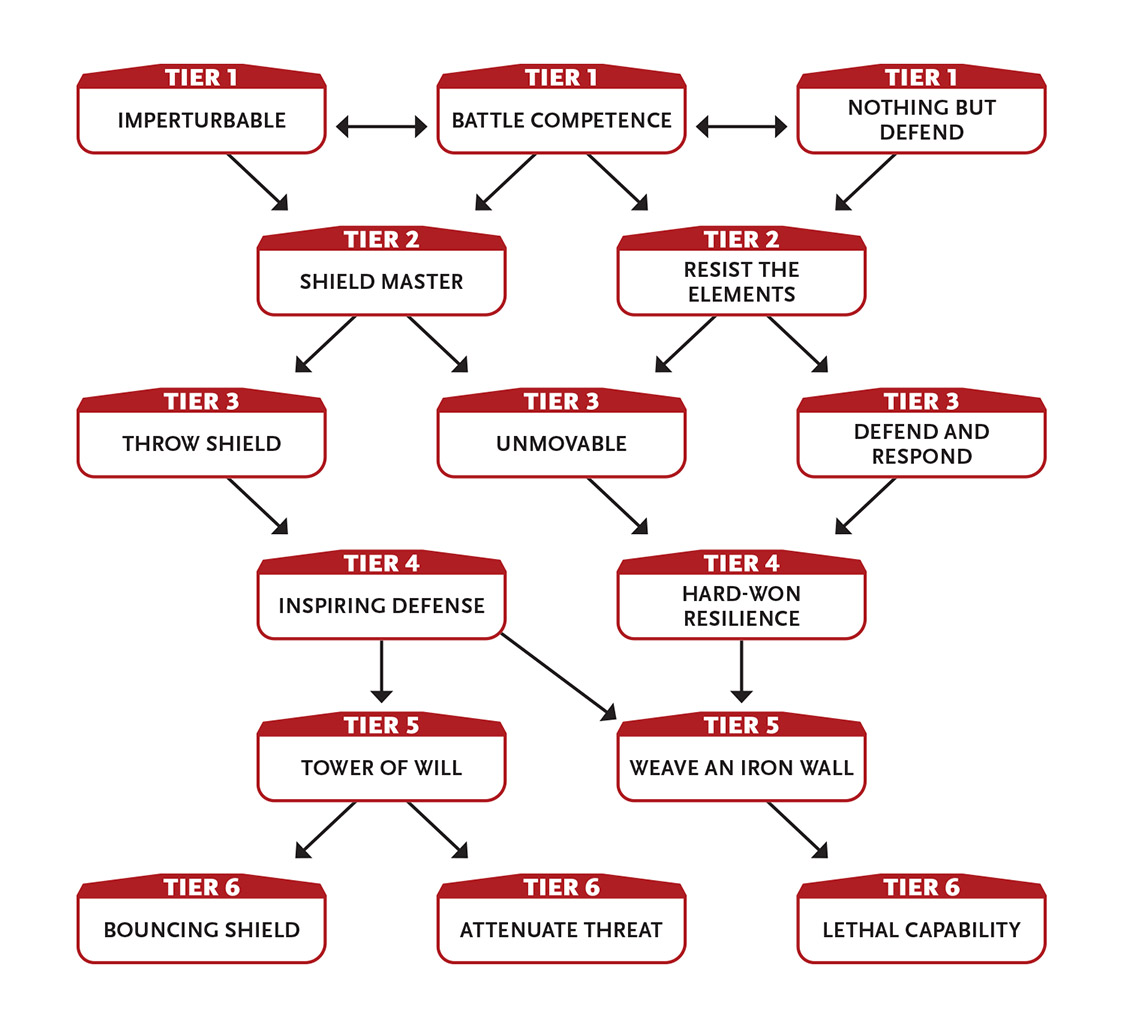 TIER 1
IMPERTURBABLE
TIER 1
BATTLE COMPETENCE
TIER 1
NOTHING BUT
DEFEND
TIER 2
SHIELD MASTER
TIER 2
RESIST THE
ELEMENTS
TIER 3
THROW SHIELD
TIER 3
UNMOVABLE
TIER 3
DEFEND AND
RESPOND
TIER 4
INSPIRING DEFENSE
TIER 4
HARD-WON
RESILIENCE
TIER 5
TOWER OF WILL
TIER 5
WEAVE AN IRON WALL
TIER 6
BOUNCING SHIELD
TIER 6
ATTENUATE THREAT
TIER 6
LETHAL CAPABILITY